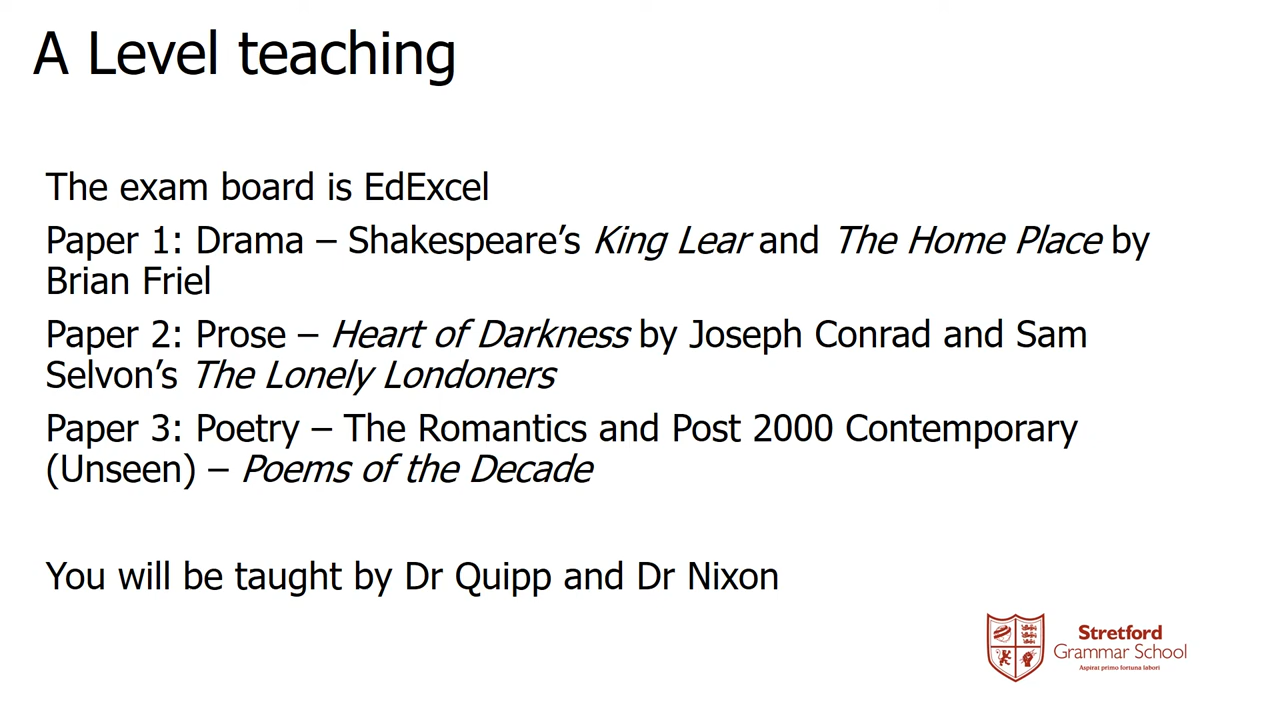 A Level teaching
The exam board is EdExcel
Paper 1: Drama – Shakespeare’s King Lear and The Home Place by
Brian Friel
Paper 2: Prose – Heart of Darkness by Joseph Conrad and Sam
Selvon’s The Lonely Londoners
Paper 3: Poetry – The Romantics and Post 2000 Contemporary
(Unseen) – Poems of the Decade
You will be taught by Dr Quipp and Dr Nixon
Stretford
Grammar School
Aspirat primo fortuna labori